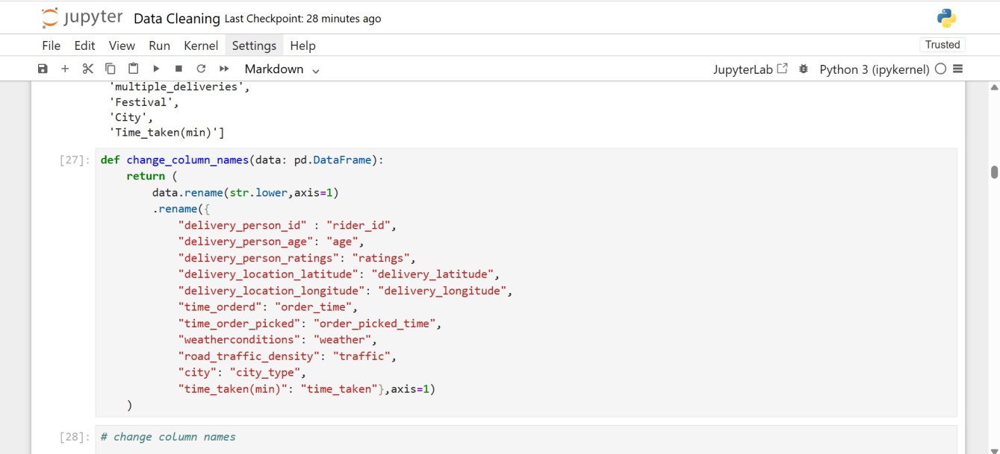 jupyter Data Cleaning Last Checkpoint: 28 minutes ago
File Edit View Run Kernel Settings Help Trusted
Markdown JupyterLab Python 3 (ipykernel)
'multiple_deliveries',
'Festival',
'City',
'Time_taken(min)']
[27]: def change_column_names(data: pd.DataFrame):
    return (
        data.rename(str.lower,axis=1)
        .rename({
            "delivery_person_id" : "rider_id",
            "delivery_person_age": "age",
            "delivery_person_ratings": "ratings",
            "delivery_location_latitude": "delivery_latitude",
            "delivery_location_longitude": "delivery_longitude",
            "time_orderd": "order_time",
            "time_order_picked": "order_picked_time",
            "weatherconditions": "weather",
            "road_traffic_density": "traffic",
            "city": "city_type",
            "time_taken(min)": "time_taken"},axis=1)
    )
[28]: # change column names